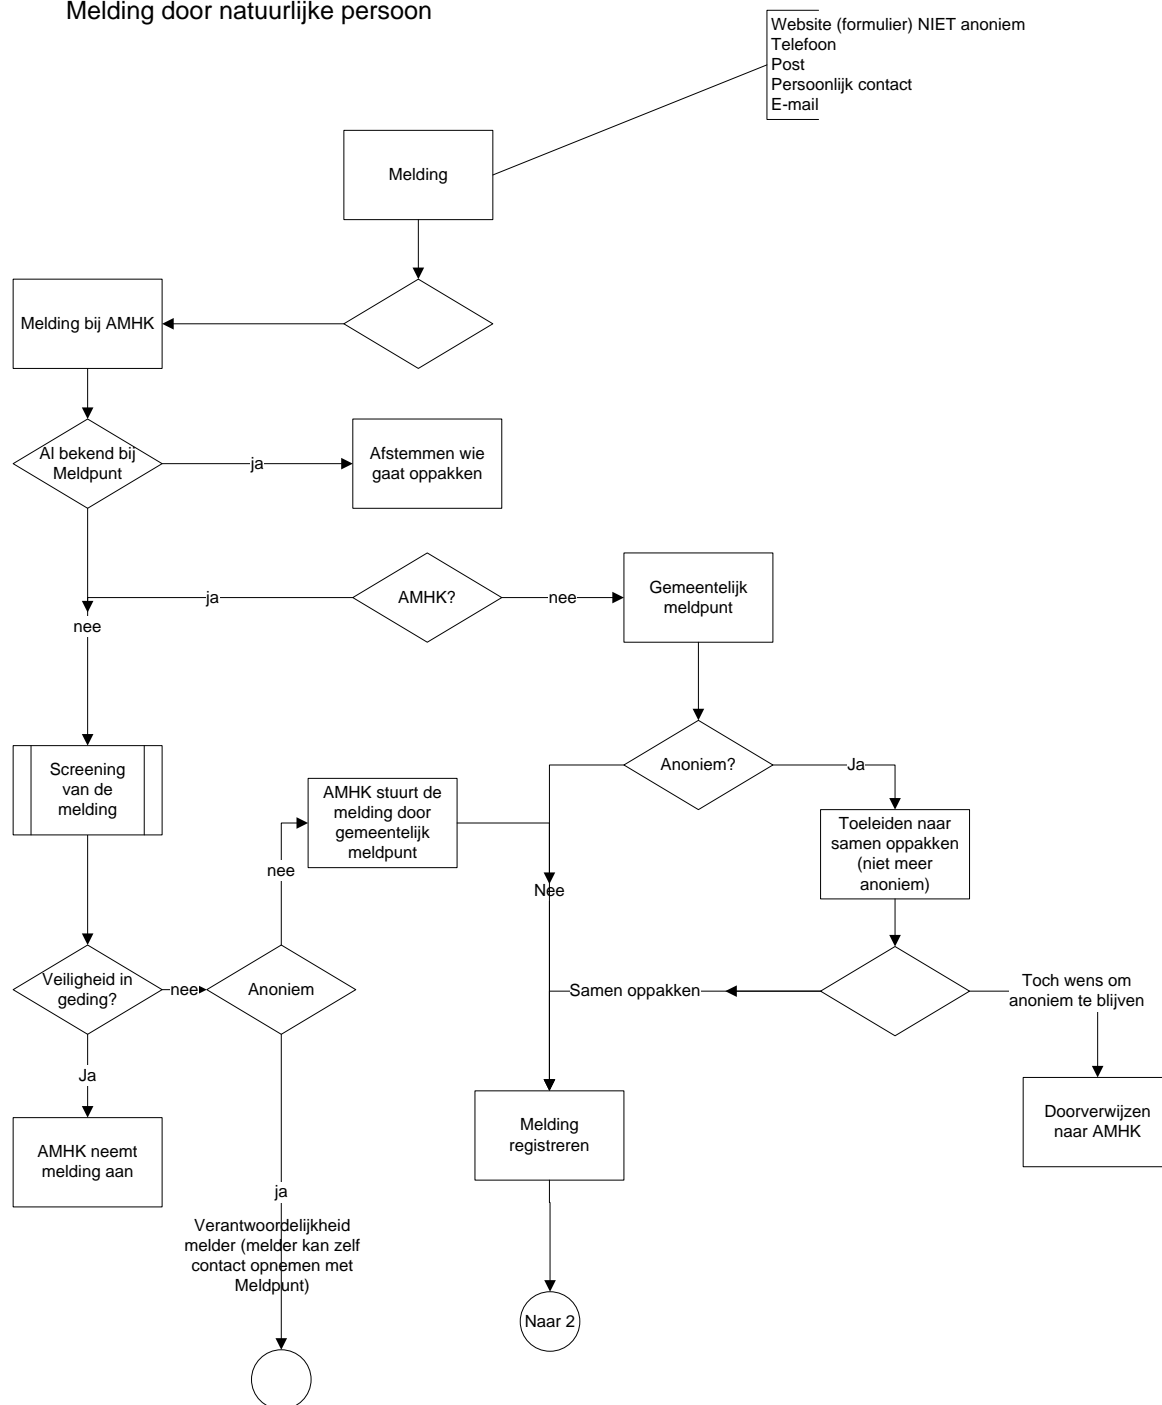 Melding door natuurlijke persoon
Website (formulier) NIET anoniem
Telefoon
Post
Persoonlijk contact
E-mail
Melding
Melding bij AMHK
Al bekend bij
Meldpunt
ja
Afstemmen wie
gaat oppakken
AMHK?
ja
nee
Gemeentelijk
meldpunt
nee
Anoniem?
Ja
Screening
van de
melding
AMHK stuurt de
melding door
gemeentelijk
meldpunt
Toeleiden naar
samen oppakken
(niet meer
anoniem)
nee
Nee
Veiligheid in
geding?
nee
Anoniem
Samen oppakken
Toch wens om
anoniem te blijven
Ja
AMHK neemt
melding aan
Melding
registreren
Doorverwijzen
naar AMHK
ja
Verantwoordelijkheid
melder (melder kan zelf
contact opnemen met
Meldpunt)
Naar 2